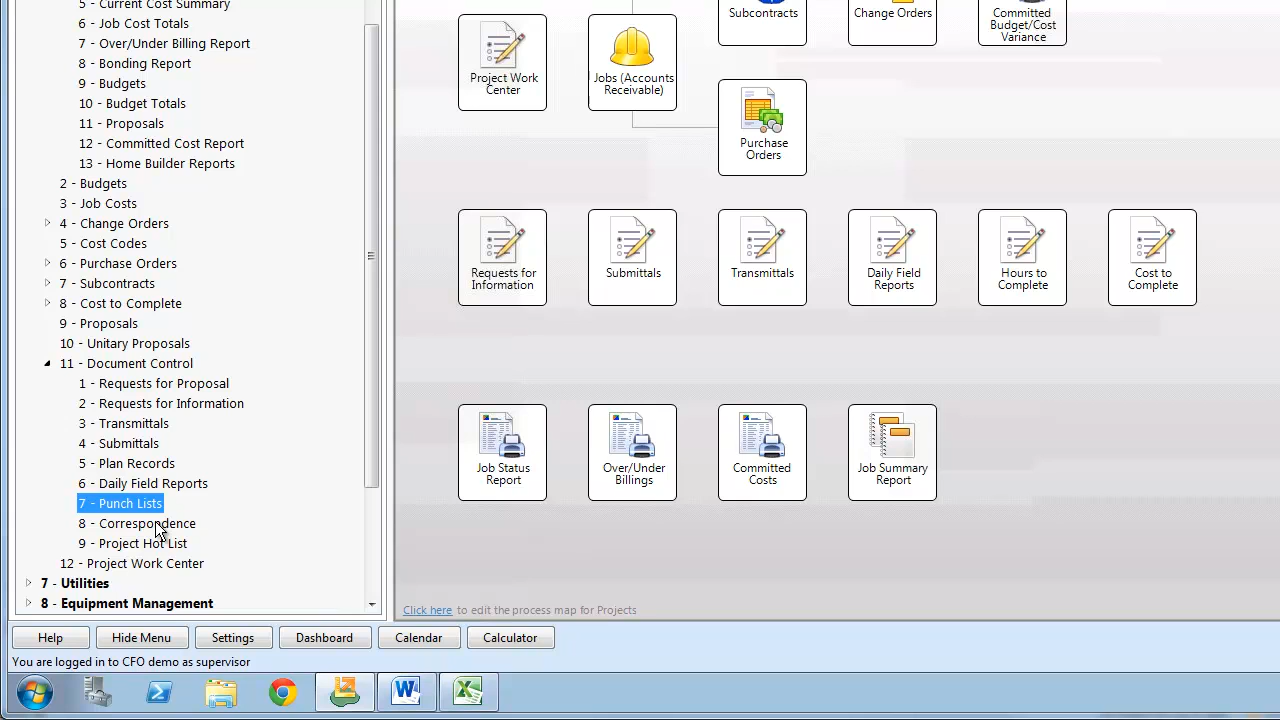 5 - Current Cost Summary
6 - Job Cost Totals
7 - Over/Under Billing Report
8 - Bonding Report
9 - Budgets
10 - Budget Totals
11 - Proposals
12 - Committed Cost Report
13 - Home Builder Reports
2 - Budgets
3 - Job Costs
4 - Change Orders
5 - Cost Codes
6 - Purchase Orders
7 - Subcontracts
8 - Cost to Complete
9 - Proposals
10 - Unitary Proposals
11 - Document Control
1 - Requests for Proposal
2 - Requests for Information
3 - Transmittals
4 - Submittals
5 - Plan Records
6 - Daily Field Reports
7 - Punch Lists
8 - Correspondence
9 - Project Hot List
12 - Project Work Center
7 - Utilities
8 - Equipment Management
Subcontracts
Change Orders
Committed
Budget/Cost
Variance
Project Work
Center
Jobs (Accounts
Receivable)
Purchase
Orders
Requests for
Information
Submittals
Transmittals
Daily Field
Reports
Hours to
Complete
Cost to
Complete
Job Status
Report
Over/Under
Billings
Committed
Costs
Job Summary
Report
Click here to edit the process map for Projects
Help
Hide Menu
Settings
Dashboard
Calendar
Calculator
You are logged in to CFO demo as supervisor